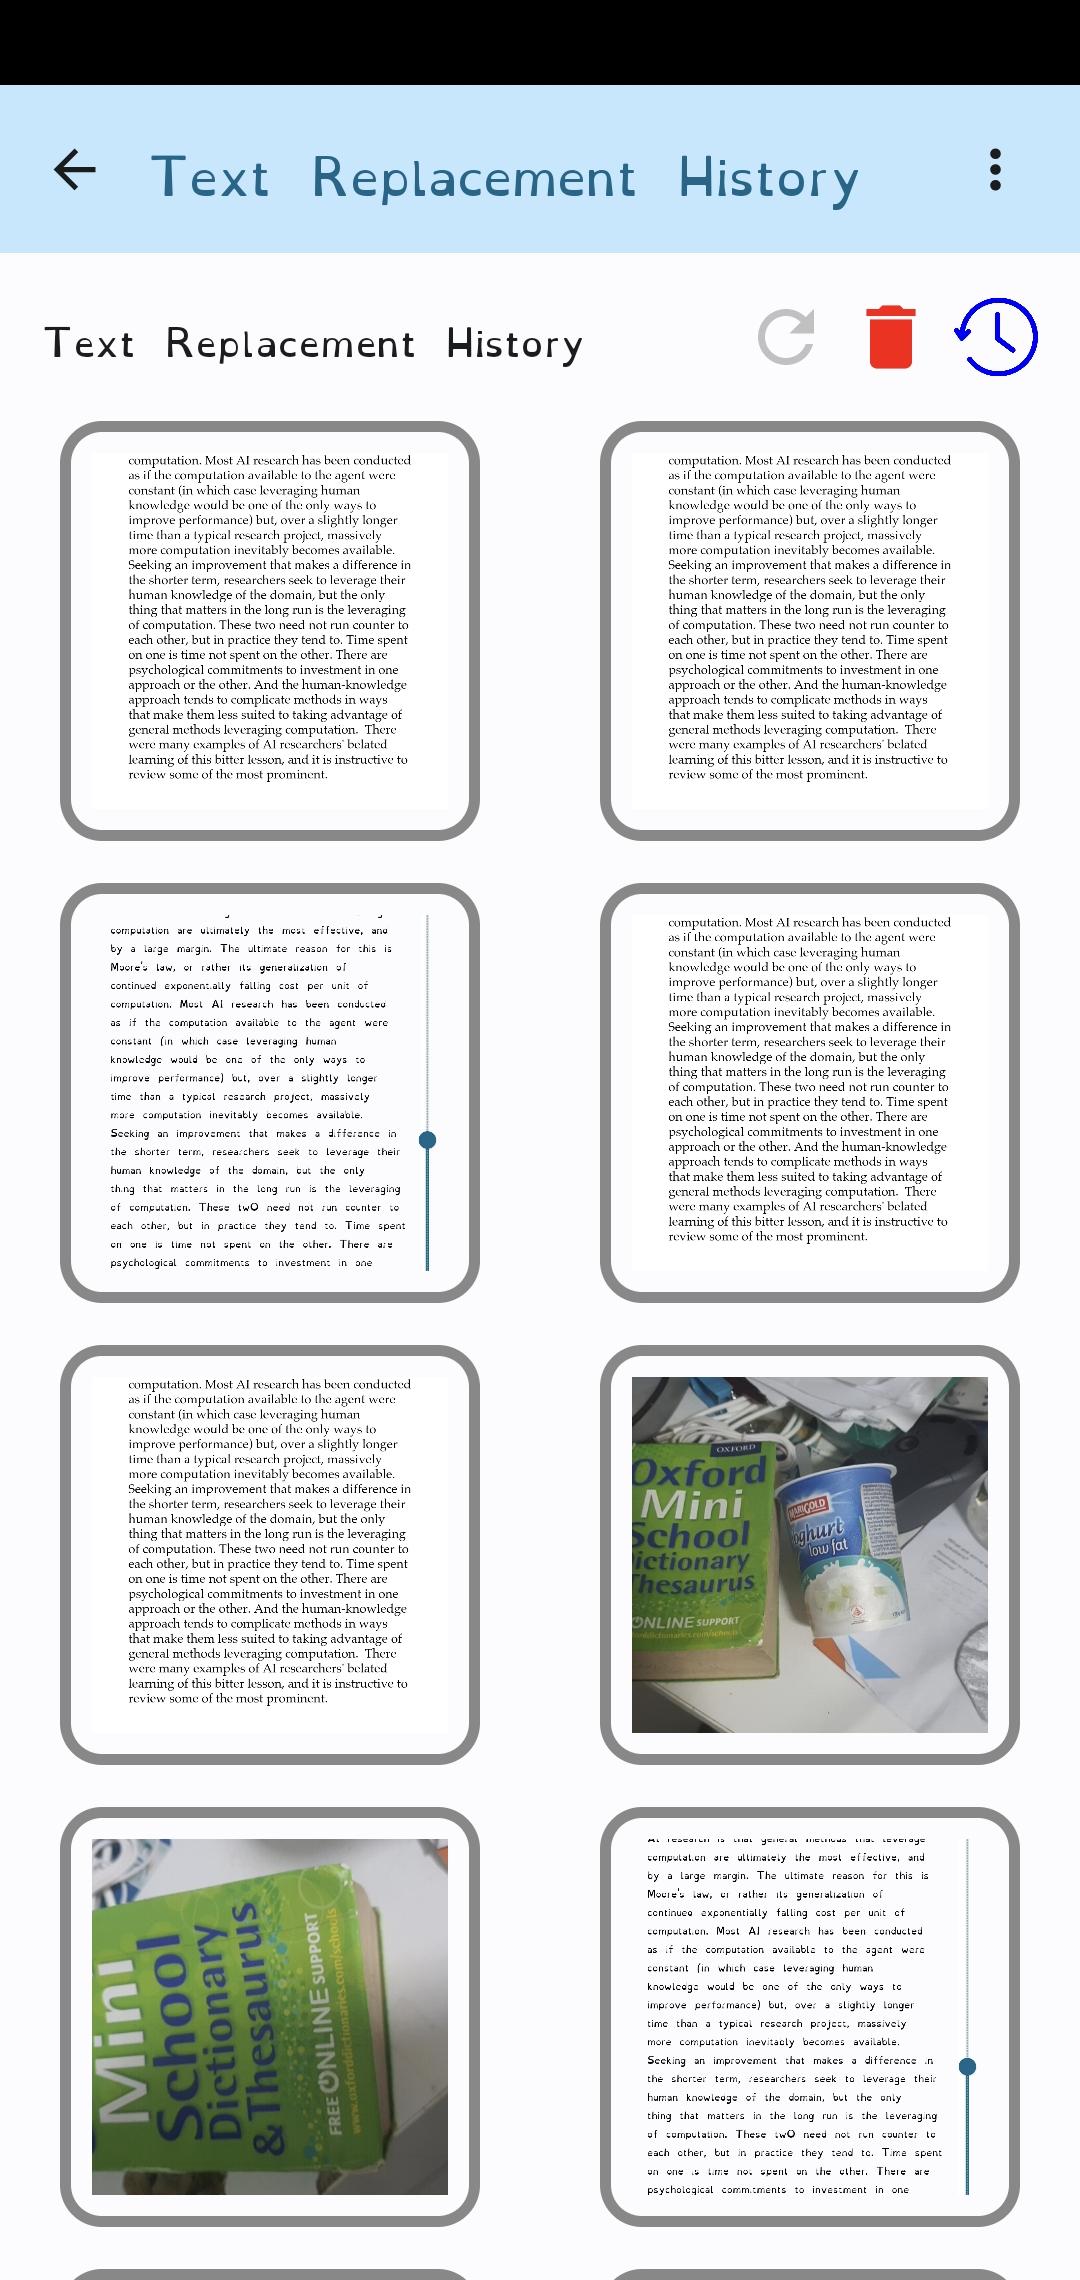 Text Replacement History
Text Replacement History
computation. Most AI research has been conducted
as if the computation available to the agent were
constant (in which case leveraging human
knowledge would be one of the only ways to
improve performance) but, over a slightly longer
time than a typical research project, massively
more computation inevitably becomes available.
Seeking an improvement that makes a difference in
the shorter term, researchers seek to leverage their
human knowledge of the domain, but the only
thing that matters in the long run is the leveraging
of computation. These two need not run counter to
each other, but in practice they tend to. Time spent
on one is time not spent on the other. There are
psychological commitments to investment in one
approach or the other. And the human-knowledge
approach tends to complicate methods in ways
that make them less suited to taking advantage of
general methods leveraging computation.  There
were many examples of AI researchers' belated
learning of this bitter lesson, and it is instructive to
review some of the most prominent.
computation. Most AI research has been conducted
as if the computation available to the agent were
constant (in which case leveraging human
knowledge would be one of the only ways to
improve performance) but, over a slightly longer
time than a typical research project, massively
more computation inevitably becomes available.
Seeking an improvement that makes a difference in
the shorter term, researchers seek to leverage their
human knowledge of the domain, but the only
thing that matters in the long run is the leveraging
of computation. These two need not run counter to
each other, but in practice they tend to. Time spent
on one is time not spent on the other. There are
psychological commitments to investment in one
approach or the other. And the human-knowledge
approach tends to complicate methods in ways
that make them less suited to taking advantage of
general methods leveraging computation.  There
were many examples of AI researchers' belated
learning of this bitter lesson, and it is instructive to
review some of the most prominent.
computation are ultimately the most effective, and
by a large margin. The ultimate reason for this is
Moore's law, or rather its generalization of
continued exponentially falling cost per unit of
computation. Most AI research has been conducted
as if the computation available to the agent were
constant (in which case leveraging human
knowledge would be one of the only ways to
improve performance) but, over a slightly longer
time than a typical research project, massively
more computation inevitably becomes available.
Seeking an improvement that makes a difference in
the shorter term, researchers seek to leverage their
human knowledge of the domain, but the only
thing that matters in the long run is the leveraging
of computation. These twO need not run counter to
each other, but in practice they tend to. Time spent
on one is time not spent on the other. There are
psychological commitments to investment in one
computation. Most AI research has been conducted
as if the computation available to the agent were
constant (in which case leveraging human
knowledge would be one of the only ways to
improve performance) but, over a slightly longer
time than a typical research project, massively
more computation inevitably becomes available.
Seeking an improvement that makes a difference in
the shorter term, researchers seek to leverage their
human knowledge of the domain, but the only
thing that matters in the long run is the leveraging
of computation. These two need not run counter to
each other, but in practice they tend to. Time spent
on one is time not spent on the other. There are
psychological commitments to investment in one
approach or the other. And the human-knowledge
approach tends to complicate methods in ways
that make them less suited to taking advantage of
general methods leveraging computation.  There
were many examples of AI researchers' belated
learning of this bitter lesson, and it is instructive to
review some of the most prominent.
computation. Most AI research has been conducted
as if the computation available to the agent were
constant (in which case leveraging human
knowledge would be one of the only ways to
improve performance) but, over a slightly longer
time than a typical research project, massively
more computation inevitably becomes available.
Seeking an improvement that makes a difference in
the shorter term, researchers seek to leverage their
human knowledge of the domain, but the only
thing that matters in the long run is the leveraging
of computation. These two need not run counter to
each other, but in practice they tend to. Time spent
on one is time not spent on the other. There are
psychological commitments to investment in one
approach or the other. And the human-knowledge
approach tends to complicate methods in ways
that make them less suited to taking advantage of
general methods leveraging computation.  There
were many examples of AI researchers' belated
learning of this bitter lesson, and it is instructive to
review some of the most prominent.
OXFORD
Oxford
Mini
School
ictionary
Thesaurus
ONLINE SUPPORT
MARIGOLD
oghurt
low fat
Mini
School
Dictionary
& Thesaurus
FREE ONLINE SUPPORT
www.oxforddictionaries.com/schools
AI research is that general methods that leverage
computation are ultimately the most effective, and
by a large margin. The ultimate reason for this is
Moore's law, or rather its generalization of
continued exponentially falling cost per unit of
computation. Most AI research has been conducted
as if the computation available to the agent were
constant (in which case leveraging human
knowledge would be one of the only ways to
improve performance) but, over a slightly longer
time than a typical research project, massively
more computation inevitably becomes available.
Seeking an improvement that makes a difference in
the shorter term, researchers seek to leverage their
human knowledge of the domain, but the only
thing that matters in the long run is the leveraging
of computation. These twO need not run counter to
each other, but in practice they tend to. Time spent
on one is time not spent on the other. There are
psychological commitments to investment in one